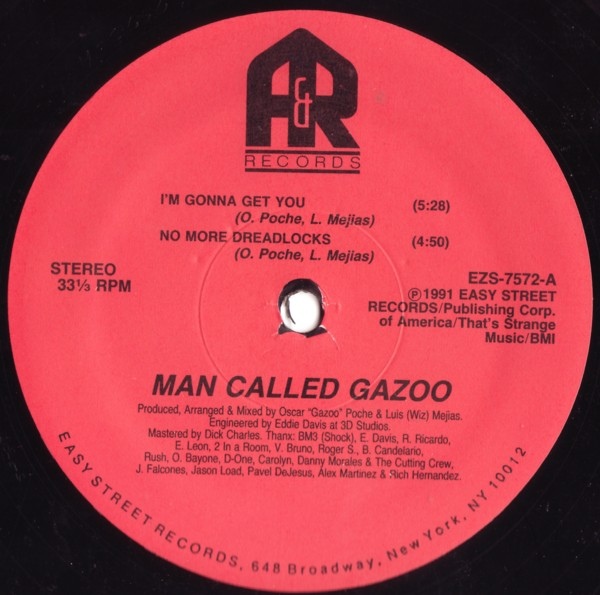 A&R
RECORDS
I'M GONNA GET YOU (5:28)
(O. Poche, L. Mejias)
NO MORE DREADLOCKS (4:50)
(O. Poche, L. Mejias)
STEREO
33⅓ RPM
EZS-7572-A
℗1991 EASY STREET
RECORDS/Publishing Corp.
of America/That's Strange
Music/BMI
MAN CALLED GAZOO
Produced, Arranged & Mixed by Oscar "Gazoo" Poche & Luis (Wiz) Mejias.
Engineered by Eddie Davis at 3D Studios.
Mastered by Dick Charles. Thanx: BM3 (Shock), E. Davis, R. Ricardo,
E. Leon, 2 In a Room, V. Bruno, Roger S., B. Candelario,
Rush, O. Bayone, D-One, Carolyn, Danny Morales & The Cutting Crew,
J. Falcones, Jason Load, Pavel DeJesus, Alex Martinez & Rich Hernandez.
EASY STREET RECORDS, 648 Broadway, New York, NY 10012